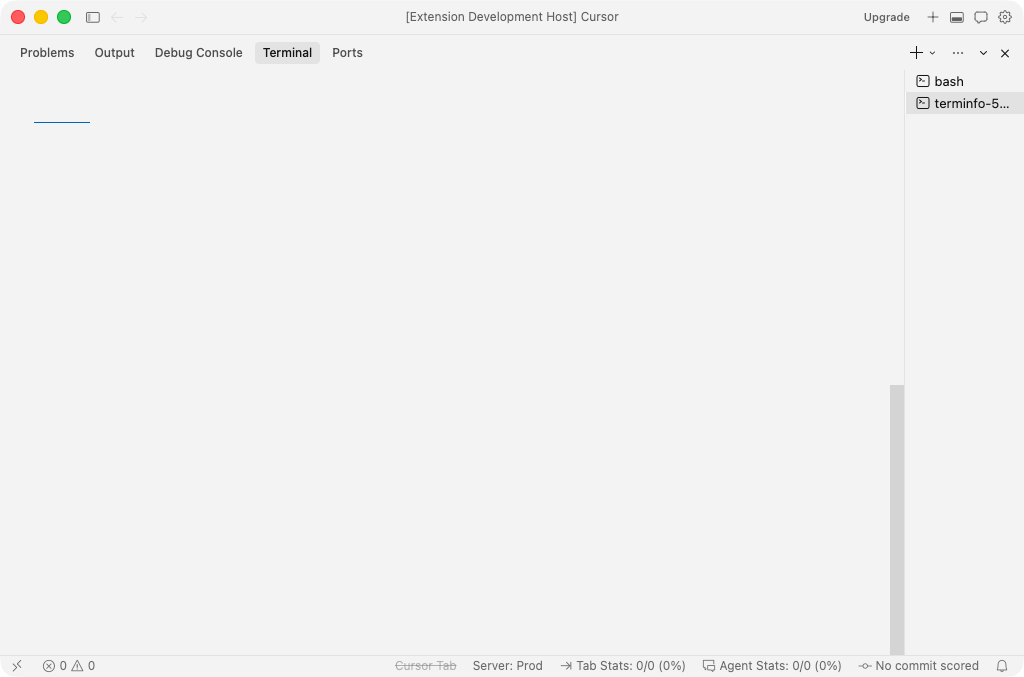 [Extension Development Host] Cursor
Upgrade
Problems
Output
Debug Console
Terminal
Ports
bash
terminfo-5...
0
0
Cursor Tab
Server: Prod
Tab Stats: 0/0 (0%)
Agent Stats: 0/0 (0%)
No commit scored